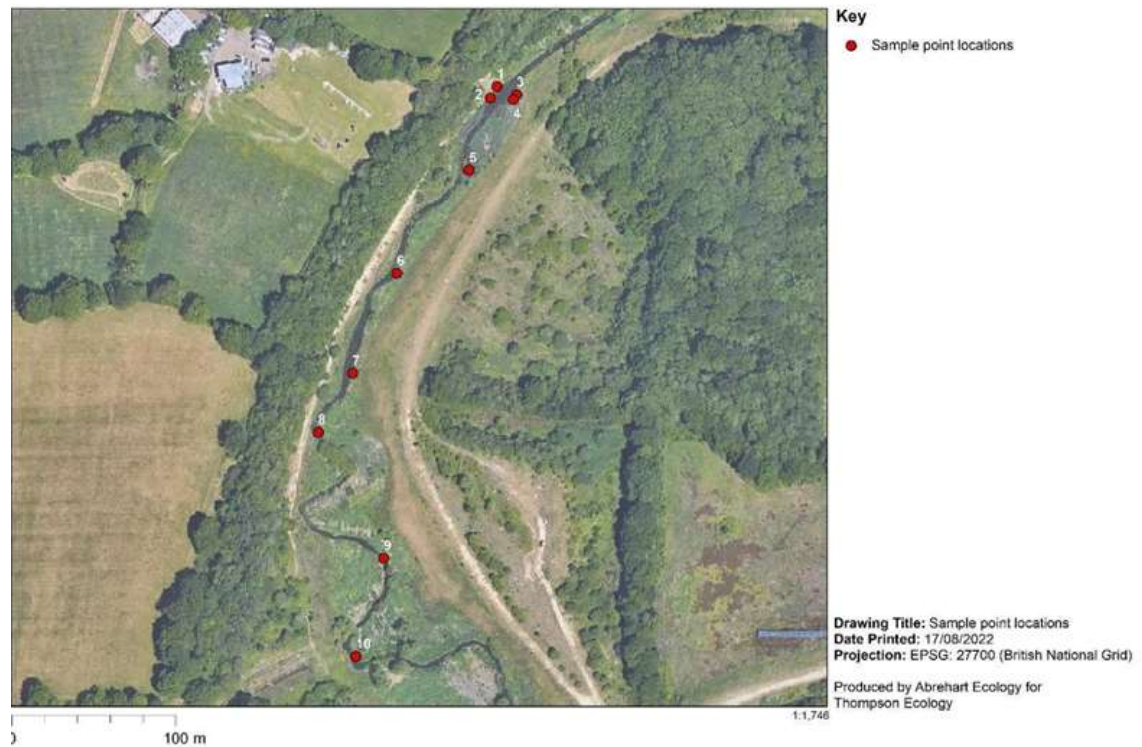 Key
Sample point locations
1
2
3
4
5
6
7
8
9
10
Drawing Title: Sample point locations
Date Printed: 17/08/2022
Projection: EPSG: 27700 (British National Grid)
Produced by Abrehart Ecology for
Thompson Ecology
1:1,746
0
100 m